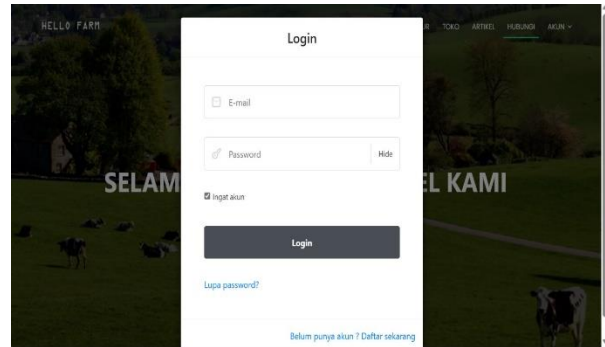 HELLO FARM
TOKO ARTIKEL HUBUNGI AKUN
Login
E-mail
Password Hide
SELAM
EL KAMI
Ingat akun
Login
Lupa password?
Belum punya akun ? Daftar sekarang